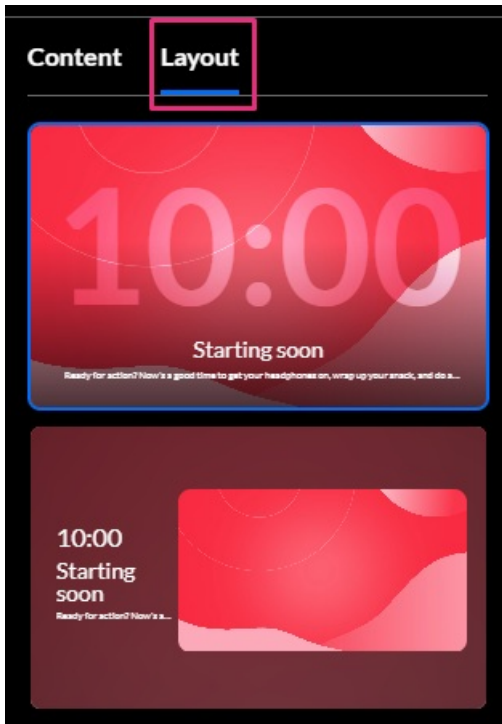 Content Layout
10:00
Starting soon
Ready for action? Now's a good time to get your headphones on, wrap up your snack, and do a...
10:00
Starting
soon
Ready for action? Now's a...